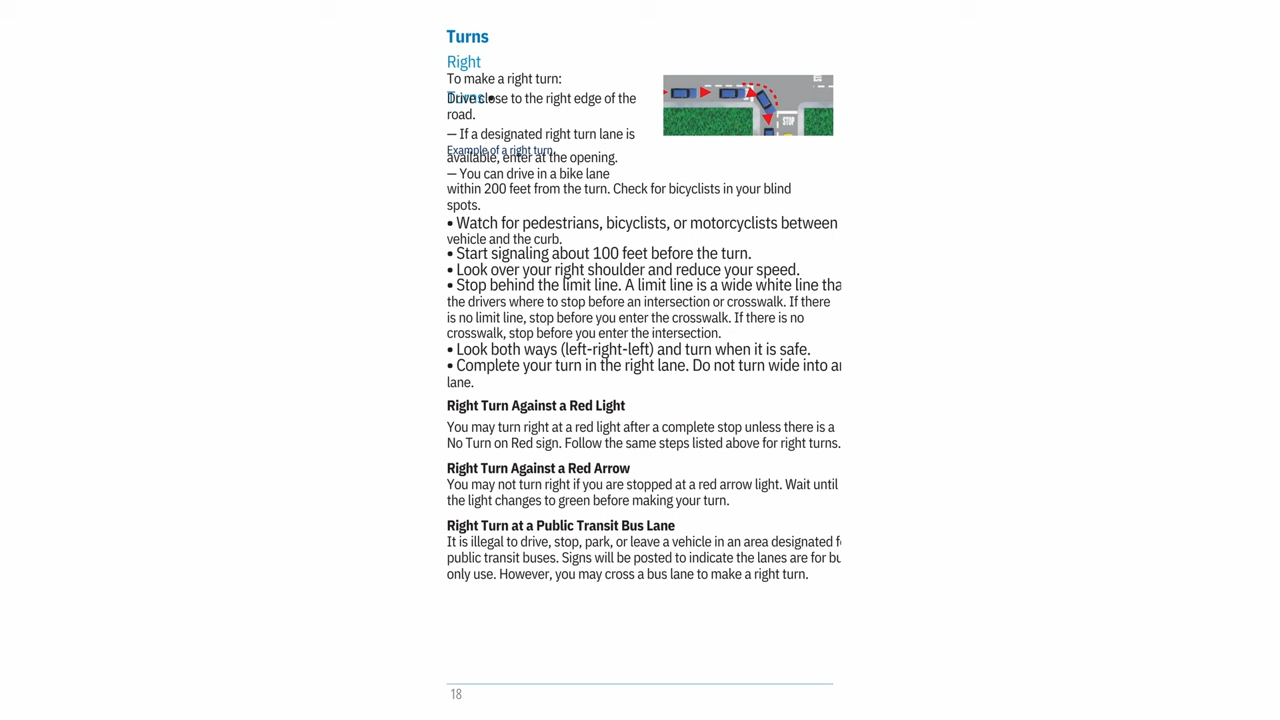 Turns
Right
To make a right turn:
Turns •
Drive close to the right edge of the
road.
— If a designated right turn lane is
Example of a right turn
available, enter at the opening.
— You can drive in a bike lane
within 200 feet from the turn. Check for bicyclists in your blind
spots.
• Watch for pedestrians, bicyclists, or motorcyclists between
vehicle and the curb.
• Start signaling about 100 feet before the turn.
• Look over your right shoulder and reduce your speed.
• Stop behind the limit line. A limit line is a wide white line tha
the drivers where to stop before an intersection or crosswalk. If there
is no limit line, stop before you enter the crosswalk. If there is no
crosswalk, stop before you enter the intersection.
• Look both ways (left-right-left) and turn when it is safe.
• Complete your turn in the right lane. Do not turn wide into
lane.
Right Turn Against a Red Light
You may turn right at a red light after a complete stop unless there is a
No Turn on Red sign. Follow the same steps listed above for right turns.
Right Turn Against a Red Arrow
You may not turn right if you are stopped at a red arrow light. Wait until
the light changes to green before making your turn.
Right Turn at a Public Transit Bus Lane
It is illegal to drive, stop, park, or leave a vehicle in an area designated
public transit buses. Signs will be posted to indicate the lanes are for
only use. However, you may cross a bus lane to make a right turn.
STOP
18